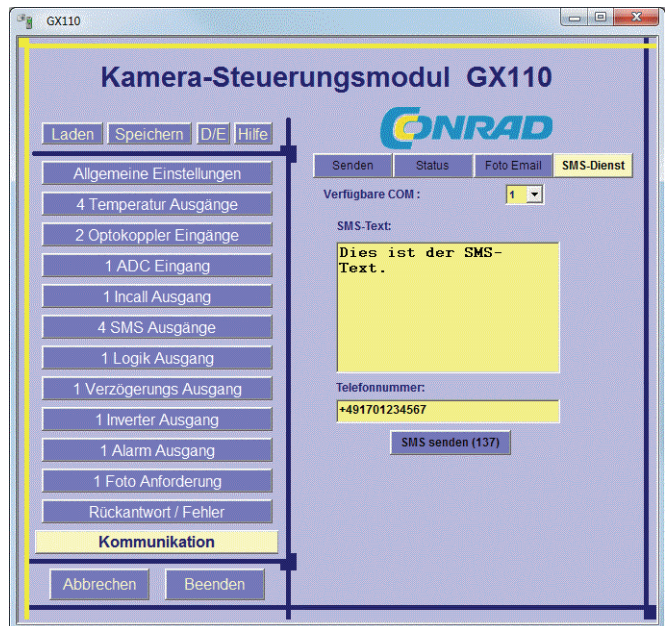 GX110
Kamera-Steuerungsmodul GX110
Laden Speichern D/E Hilfe
Allgemeine Einstellungen
4 Temperatur Ausgänge
2 Optokoppler Eingänge
1 ADC Eingang
1 Incall Ausgang
4 SMS Ausgänge
1 Logik Ausgang
1 Verzögerungs Ausgang
1 Inverter Ausgang
1 Alarm Ausgang
1 Foto Anforderung
Rückantwort / Fehler
Kommunikation
Abbrechen Beenden
CONRAD
Senden Status Foto Email SMS-Dienst
Verfügbare COM : 1
SMS-Text:
Dies ist der SMS-
Text.
Telefonnummer:
+491701234567
SMS senden (137)